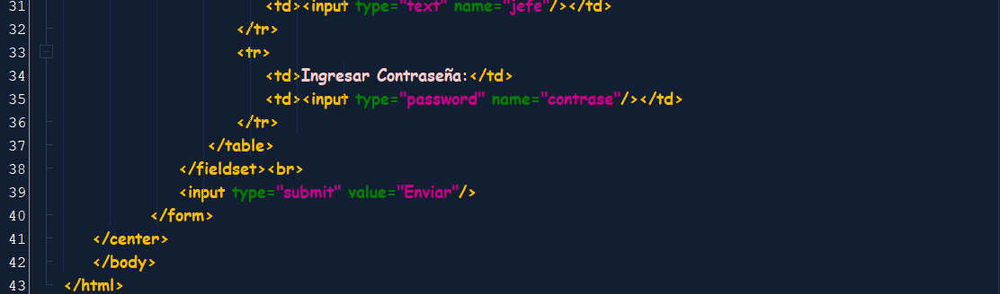 31 <td><input type="text" name="jefe"/></td>
32 </tr>
33 <tr>
34 <td>Ingresar Contraseña:</td>
35 <td><input type="password" name="contrase"/></td>
36 </tr>
37 </table>
38 </fieldset><br>
39 <input type="submit" value="Enviar"/>
40 </form>
41 </center>
42 </body>
43 </html>